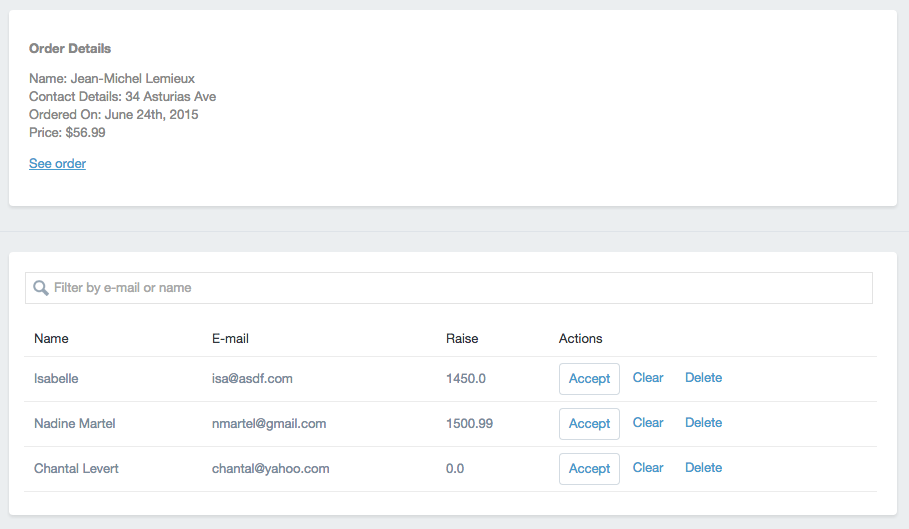 Order Details
Name: Jean-Michel Lemieux
Contact Details: 34 Asturias Ave
Ordered On: June 24th, 2015
Price: $56.99
See order
Filter by e-mail or name
Name E-mail Raise Actions
Isabelle isa@asdf.com 1450.0 Accept Clear Delete
Nadine Martel nmartel@gmail.com 1500.99 Accept Clear Delete
Chantal Levert chantal@yahoo.com 0.0 Accept Clear Delete